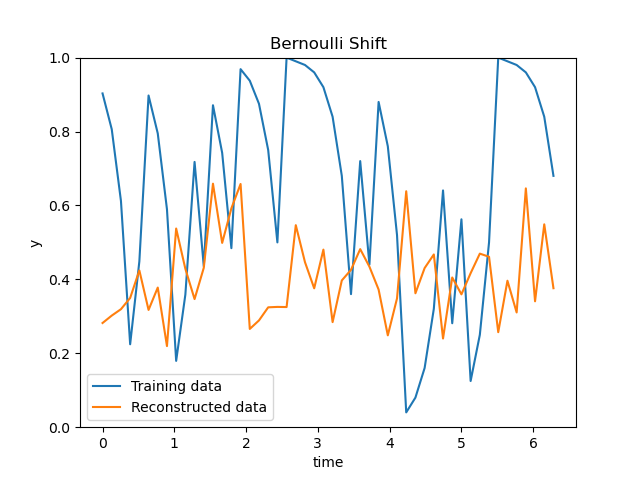 Bernoulli Shift
1.0
0.8
0.6
0.4
0.2
0.0
y
Training data
Reconstructed data
0 1 2 3 4 5 6
time